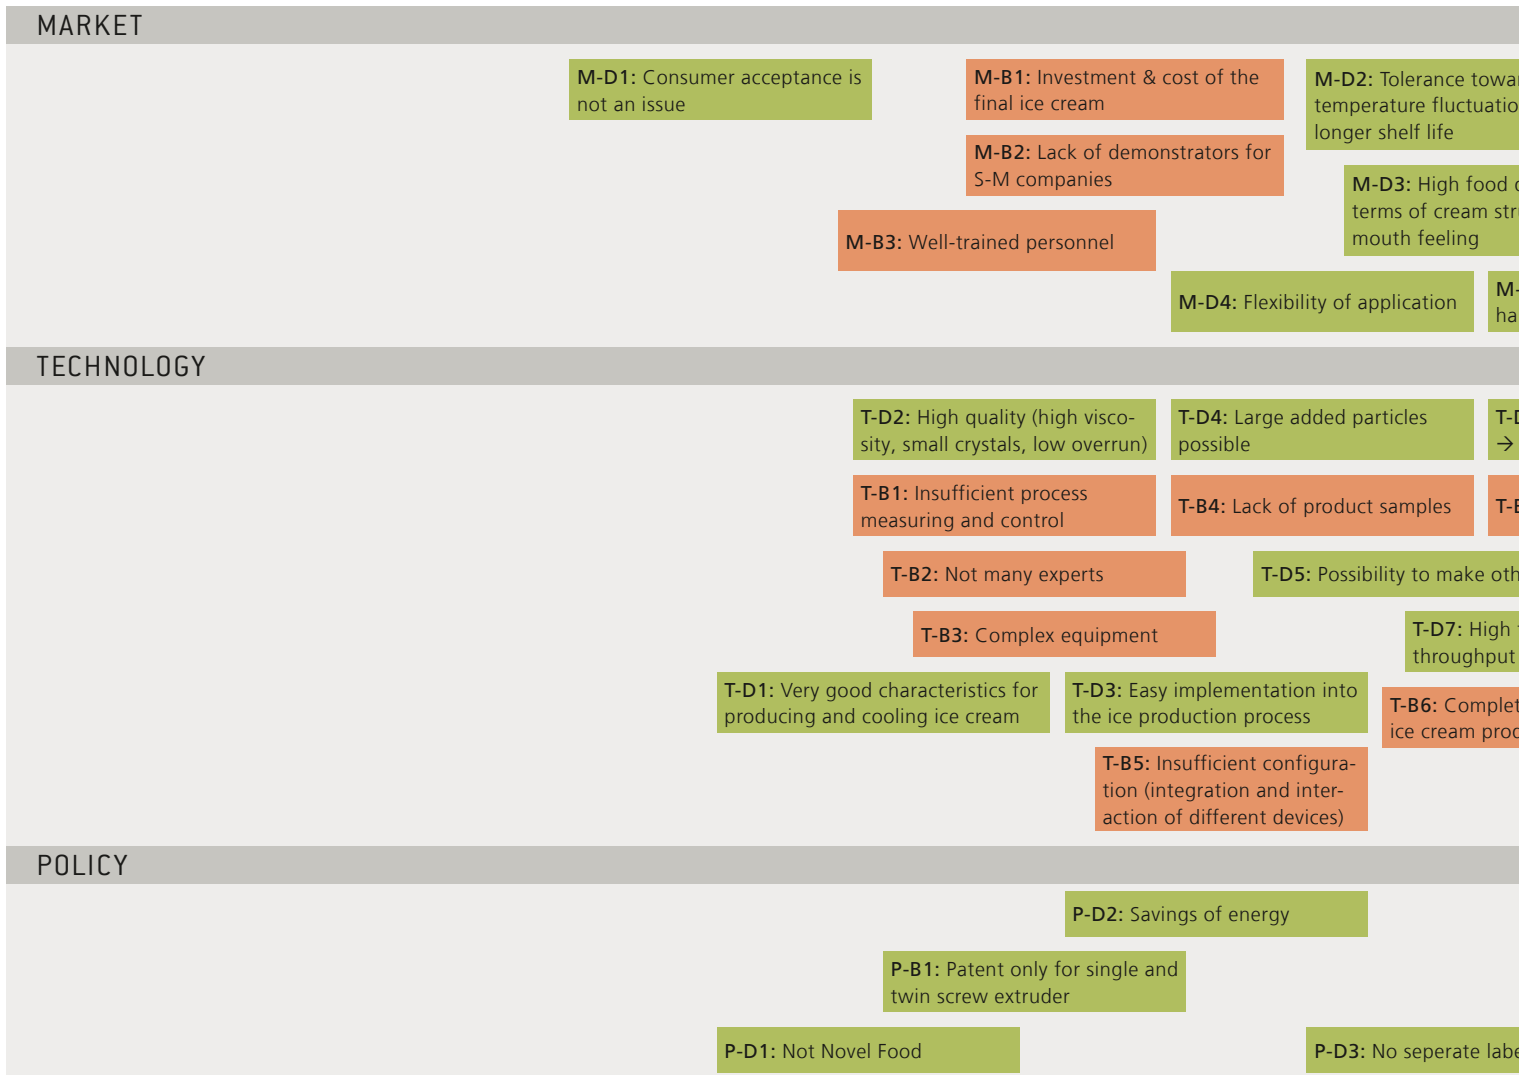 MARKET
M-D1: Consumer acceptance is
not an issue
M-B1: Investment & cost of the
final ice cream
M-D2: Tolerance
temperature
longer shelf life
M-B2: Lack of demonstrators for
S-M companies
M-D3: High food
terms of cream
mouth feeling
M-B3: Well-trained personnel
M-D4: Flexibility of application
TECHNOLOGY
T-D2: High quality (high visco-
sity, small crystals, low overrun)
T-D4: Large added particles
possible
→
T-B1: Insufficient process
measuring and control
T-B4: Lack of product samples
T-B2: Not many experts
T-D5: Possibility to make
T-B3: Complex equipment
T-D7: High
throughput
T-D1: Very good characteristics for
producing and cooling ice cream
T-D3: Easy implementation into
the ice production process
T-B6:
ice cream
T-B5: Insufficient configura-
tion (integration and inter-
action of different devices)
POLICY
P-D2: Savings of energy
P-B1: Patent only for single and
twin screw extruder
P-D1: Not Novel Food
P-D3: No seperate